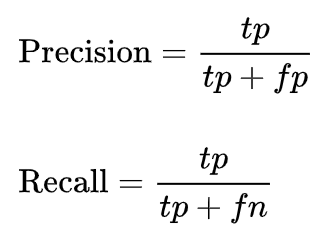 Precision = tp / (tp + fp)
Recall = tp / (tp + fn)